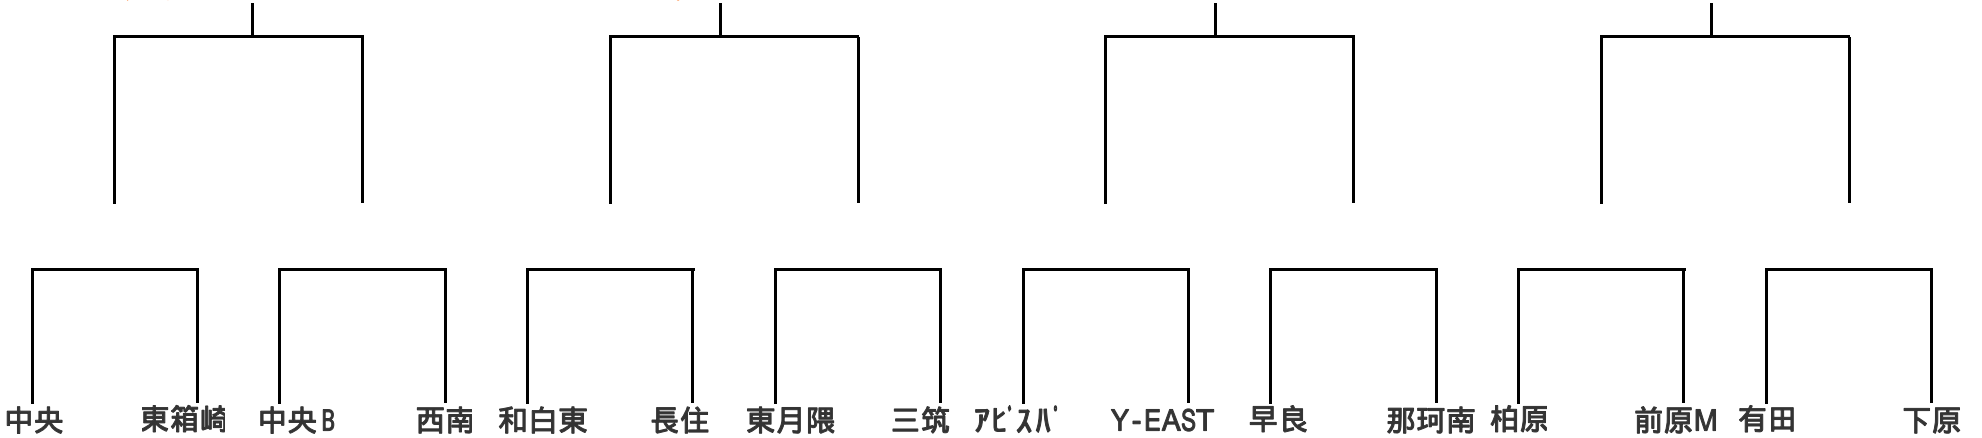 中央 東箱崎 中央B 西南 和白東 長住 東月隈 三筑 ｱﾋﾞｽﾊﾟ Y-EAST 早良 那珂南 柏原 前原M 有田 下原